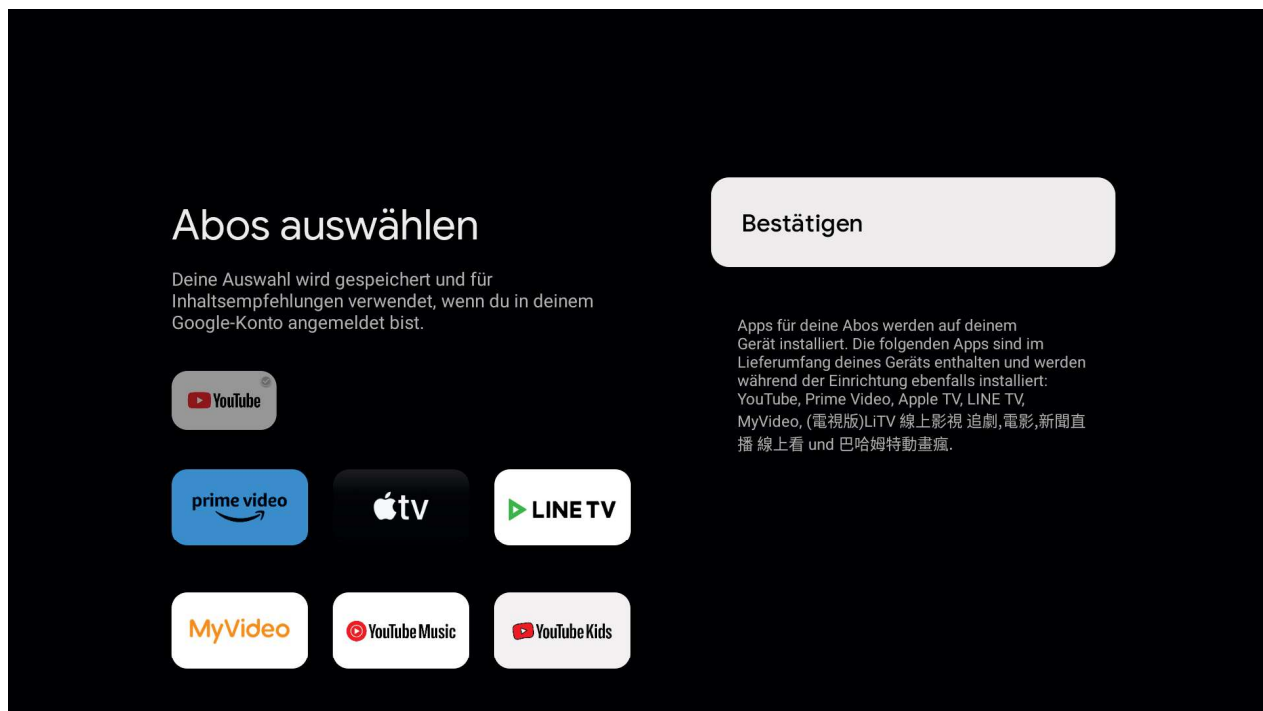 Abos auswählen
Deine Auswahl wird gespeichert und für
Inhaltsempfehlungen verwendet, wenn du in deinem
Google-Konto angemeldet bist.
YouTube
prime video
tv
LINE TV
MyVideo
YouTube Music
YouTube Kids
Bestätigen
Apps für deine Abos werden auf deinem
Gerät installiert. Die folgenden Apps sind im
Lieferumfang deines Geräts enthalten und werden
während der Einrichtung ebenfalls installiert:
YouTube, Prime Video, Apple TV, LINE TV,
MyVideo, (電視版)LiTV 線上影視 追劇,電影,新聞直
播 線上看 und 巴哈姆特動畫瘋.